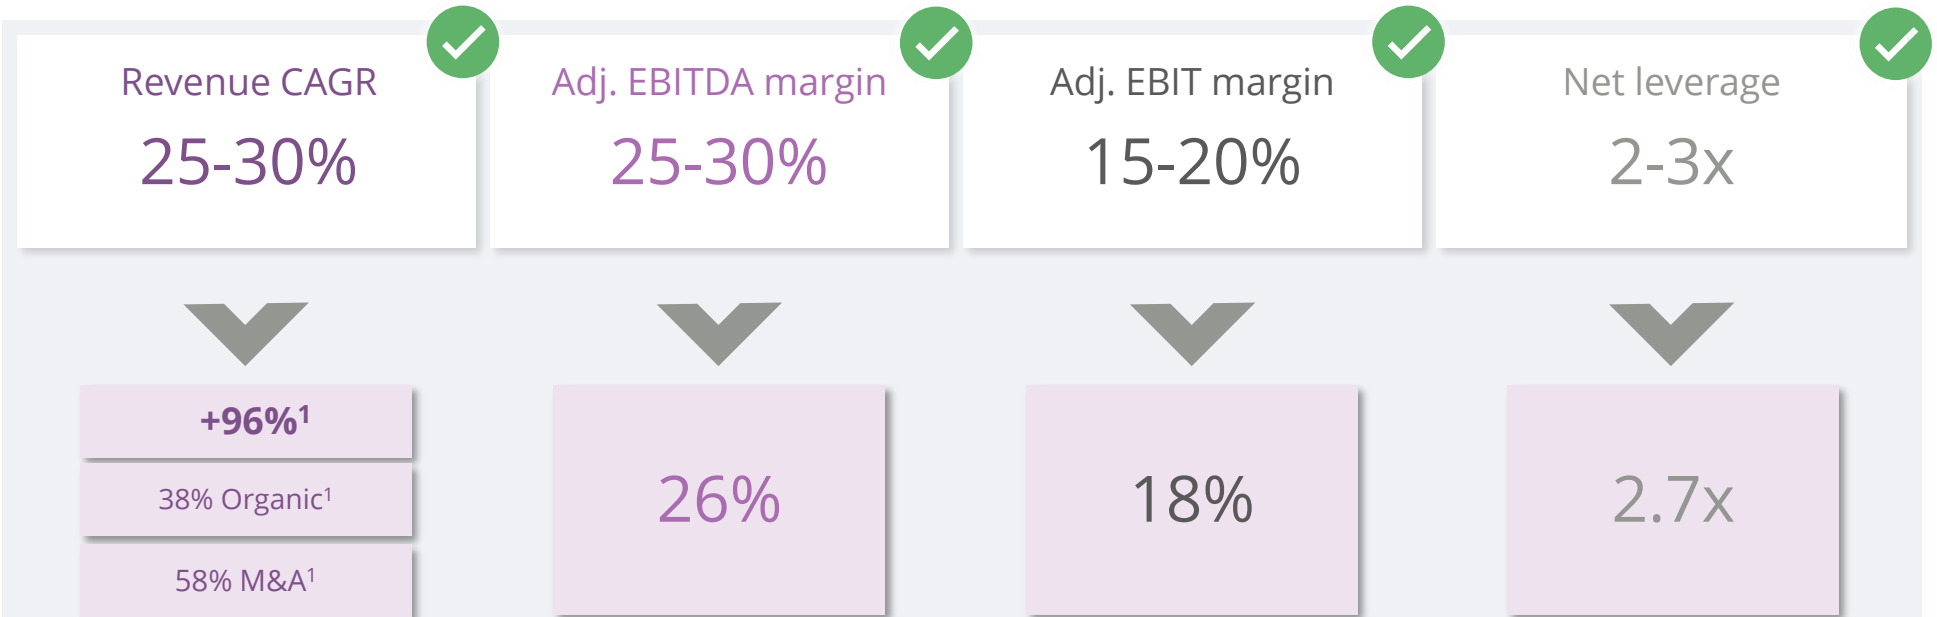 Revenue CAGR
25-30%
Adj. EBITDA margin
25-30%
Adj. EBIT margin
15-20%
Net leverage
2-3x
+96%¹
38% Organic¹
58% M&A¹
26%
18%
2.7x